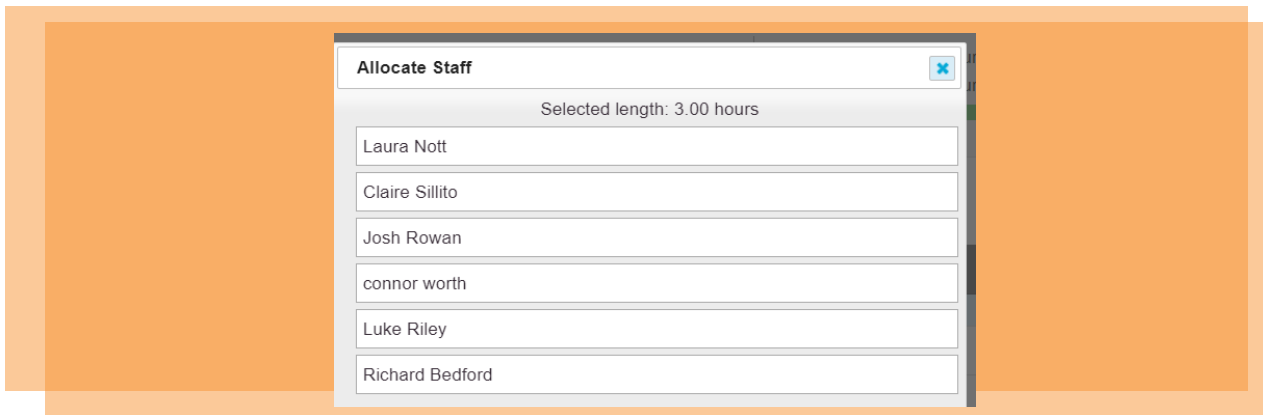 Allocate Staff
Selected length: 3.00 hours
Laura Nott
Claire Sillito
Josh Rowan
connor worth
Luke Riley
Richard Bedford